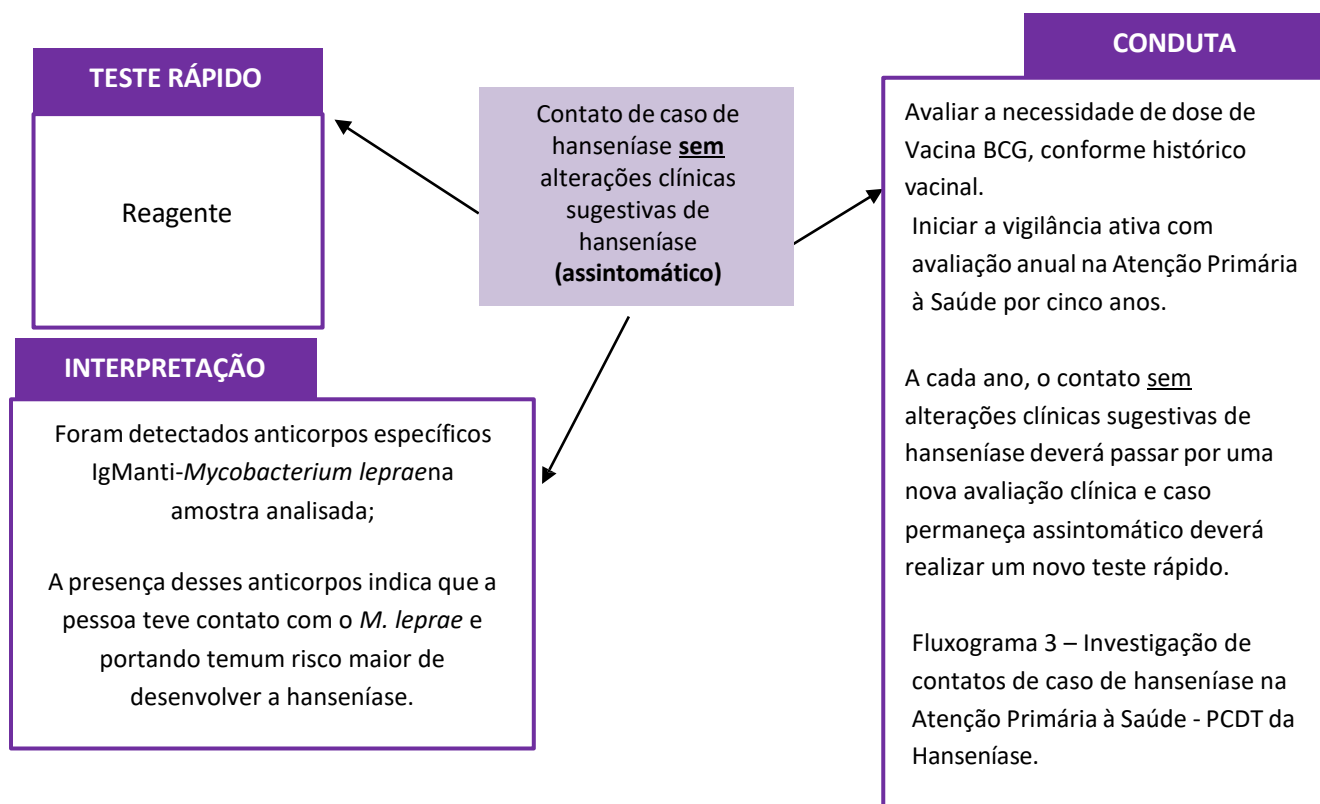 TESTE RÁPIDO
Reagente
Contato de caso de
hanseníase sem
alterações clínicas
sugestivas de
hanseníase
(assintomático)
INTERPRETAÇÃO
Foram detectados anticorpos específicos
IgManti-Mycobacterium lepraena
amostra analisada;
A presença desses anticorpos indica que a
pessoa teve contato com o M. leprae e
portando temum risco maior de
desenvolver a hanseníase.
CONDUTA
Avaliar a necessidade de dose de
Vacina BCG, conforme histórico
vacinal.
Iniciar a vigilância ativa com
avaliação anual na Atenção Primária
à Saúde por cinco anos.
A cada ano, o contato sem
alterações clínicas sugestivas de
hanseníase deverá passar por uma
nova avaliação clínica e caso
permaneça assintomático deverá
realizar um novo teste rápido.
Fluxograma 3 – Investigação de
contatos de caso de hanseníase na
Atenção Primária à Saúde - PCDT da
Hanseníase.